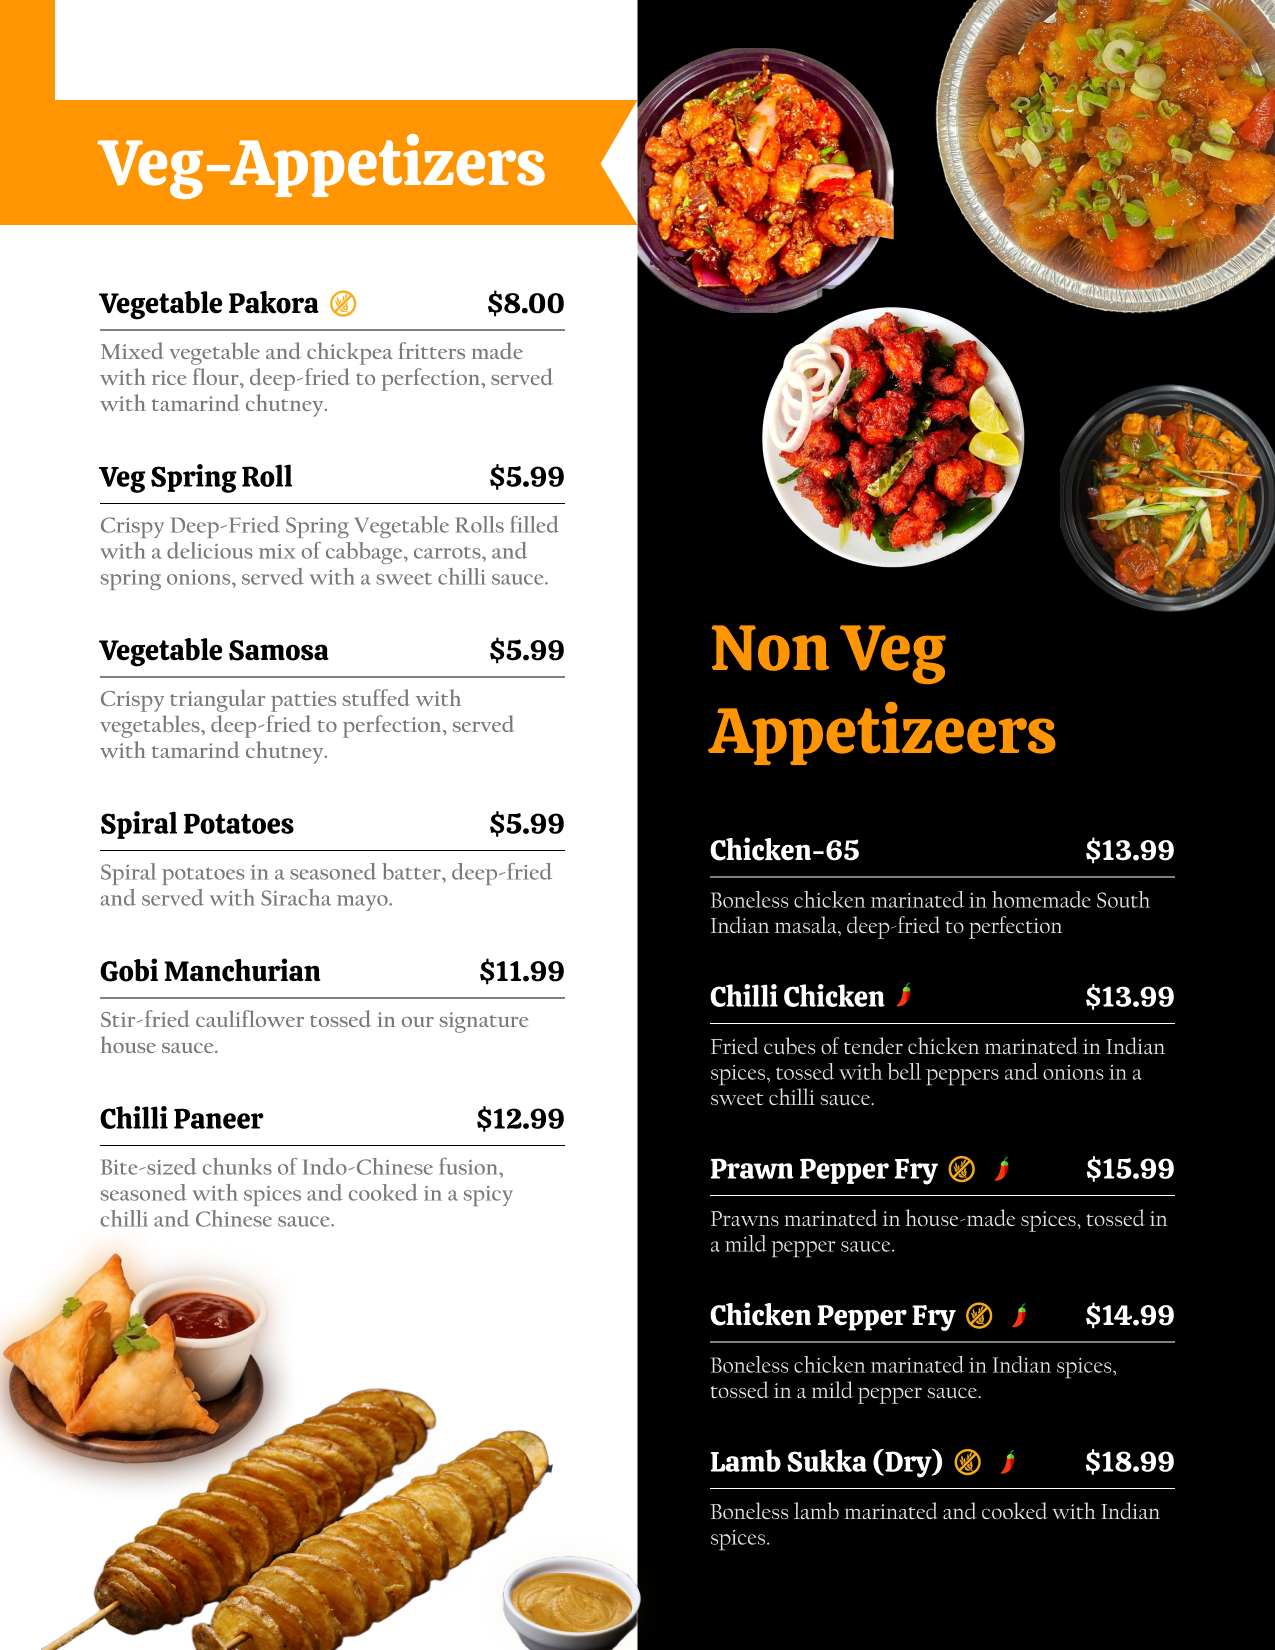 Veg-Appetizers
Vegetable Pakora $8.00
Mixed vegetable and chickpea fritters made
with rice flour, deep-fried to perfection, served
with tamarind chutney.
Veg Spring Roll $5.99
Crispy Deep-Fried Spring Vegetable Rolls filled
with a delicious mix of cabbage, carrots, and
spring onions, served with a sweet chilli sauce.
Vegetable Samosa $5.99
Crispy triangular patties stuffed with
vegetables, deep-fried to perfection, served
with tamarind chutney.
Spiral Potatoes $5.99
Spiral potatoes in a seasoned batter, deep-fried
and served with Siracha mayo.
Gobi Manchurian $11.99
Stir-fried cauliflower tossed in our signature
house sauce.
Chilli Paneer $12.99
Bite-sized chunks of Indo-Chinese fusion,
seasoned with spices and cooked in a spicy
chilli and Chinese sauce.
Non Veg
Appetizeers
Chicken-65 $13.99
Boneless chicken marinated in homemade South
Indian masala, deep-fried to perfection
Chilli Chicken $13.99
Fried cubes of tender chicken marinated in Indian
spices, tossed with bell peppers and onions in a
sweet chilli sauce.
Prawn Pepper Fry $15.99
Prawns marinated in house-made spices, tossed in
a mild pepper sauce.
Chicken Pepper Fry $14.99
Boneless chicken marinated in Indian spices,
tossed in a mild pepper sauce.
Lamb Sukka (Dry) $18.99
Boneless lamb marinated and cooked with Indian
spices.